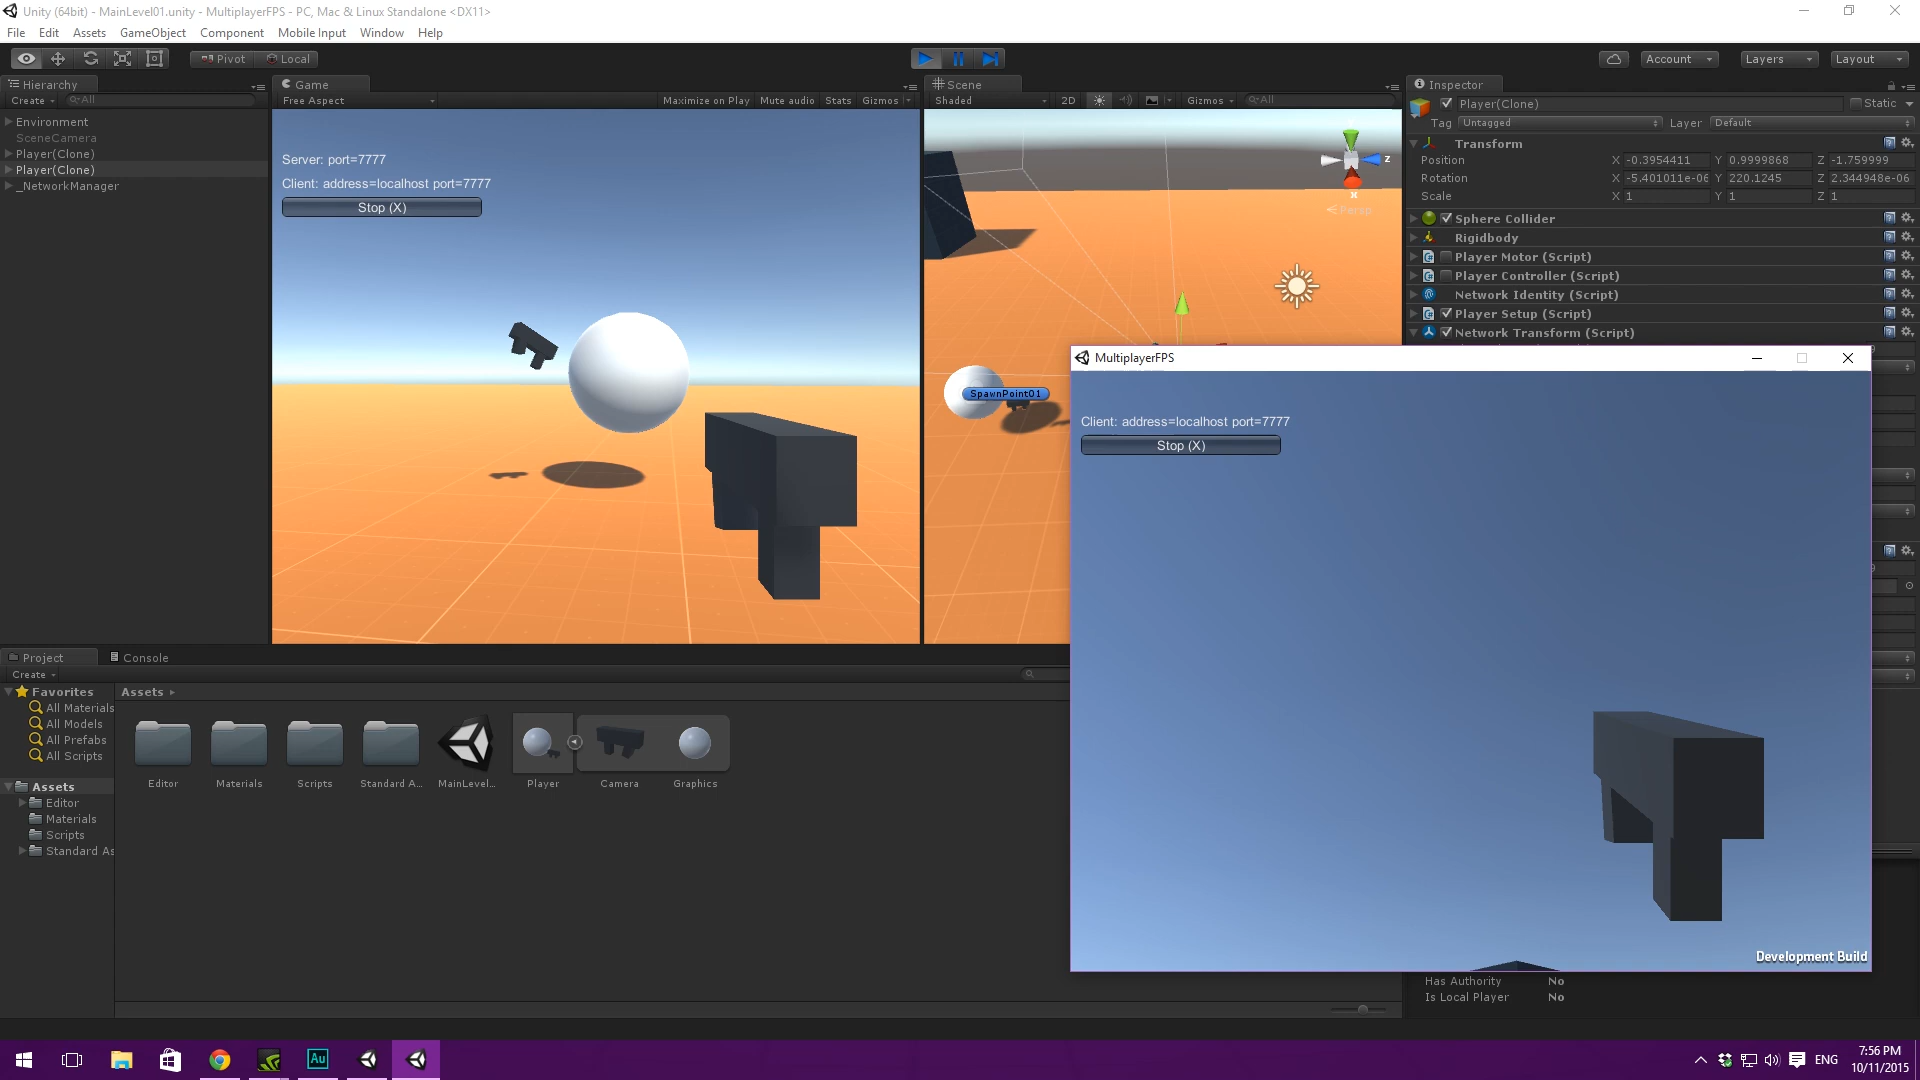 Unity (64bit) - MainLevel01.unity - MultiplayerFPS - PC, Mac & Linux Standalone <DX11>
File Edit Assets GameObject Component Mobile Input Window Help
Pivot Local Account Layers Layout
Hierarchy
Create All
Environment
SceneCamera
Player(Clone)
Player(Clone)
_NetworkManager
Game
Free Aspect Maximize on Play Mute audio Stats Gizmos
Server: port=7777
Client: address=localhost port=7777
Stop (X)
Scene
Shaded 2D Gizmos All
z
x
Persp
SpawnPoint01
Inspector
Player(Clone) Static
Tag Untagged Layer Default
Transform
Position X -0.3954411 Y 0.9999868 Z -1.759999
Rotation X -5.401011e-06 Y 220.1245 Z 2.344948e-06
Scale X 1 Y 1 Z 1
Sphere Collider
Rigidbody
Player Motor (Script)
Player Controller (Script)
Network Identity (Script)
Player Setup (Script)
Network Transform (Script)
MultiplayerFPS
Client: address=localhost port=7777
Stop (X)
Development Build
Has Authority No
Is Local Player No
Project Console
Create
Favorites
All Materials
All Models
All Prefabs
All Scripts
Assets
Editor
Materials
Scripts
Standard As
Assets
Editor Materials Scripts Standard A... MainLevel... Player Camera Graphics
Au
ENG
7:56 PM
10/11/2015